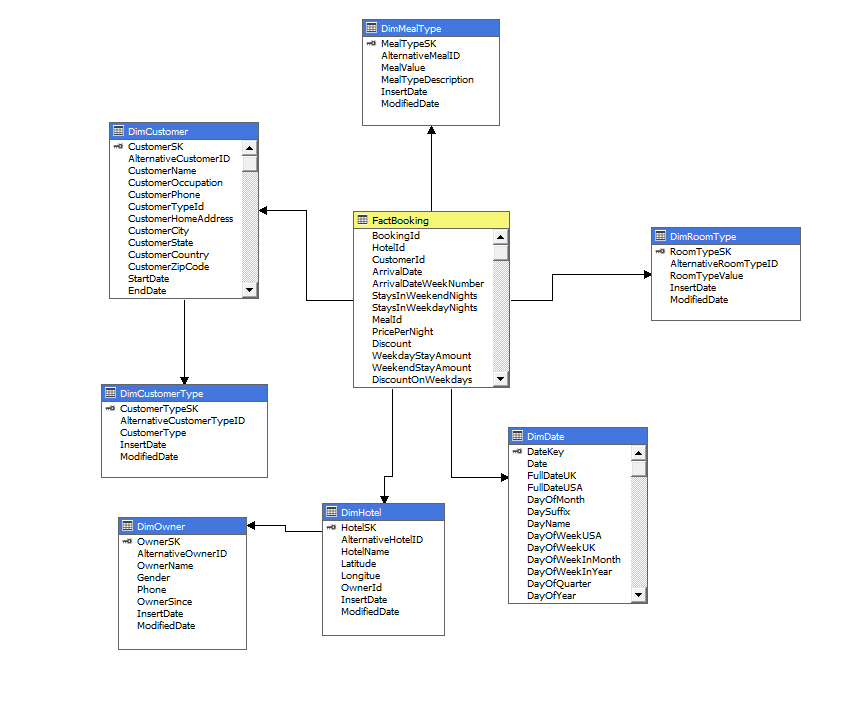 DimMealType
MealTypeSK
AlternativeMealID
MealValue
MealTypeDescription
InsertDate
ModifiedDate
DimCustomer
CustomerSK
AlternativeCustomerID
CustomerName
CustomerOccupation
CustomerPhone
CustomerTypeId
CustomerHomeAddress
CustomerCity
CustomerState
CustomerCountry
CustomerZipCode
StartDate
EndDate
FactBooking
BookingId
HotelId
CustomerId
ArrivalDate
ArrivalDateWeekNumber
StaysInWeekendNights
StaysInWeekdayNights
MealId
PricePerNight
Discount
WeekdayStayAmount
WeekendStayAmount
DiscountOnWeekdays
DimRoomType
RoomTypeSK
AlternativeRoomTypeID
RoomTypeValue
InsertDate
ModifiedDate
DimCustomerType
CustomerTypeSK
AlternativeCustomerTypeID
CustomerType
InsertDate
ModifiedDate
DimOwner
OwnerSK
AlternativeOwnerID
OwnerName
Gender
Phone
OwnerSince
InsertDate
ModifiedDate
DimHotel
HotelSK
AlternativeHotelID
HotelName
Latitude
Longitue
OwnerId
InsertDate
ModifiedDate
DimDate
DateKey
Date
FullDateUK
FullDateUSA
DayOfMonth
DaySuffix
DayName
DayOfWeekUSA
DayOfWeekUK
DayOfWeekInMonth
DayOfWeekInYear
DayOfQuarter
DayOfYear